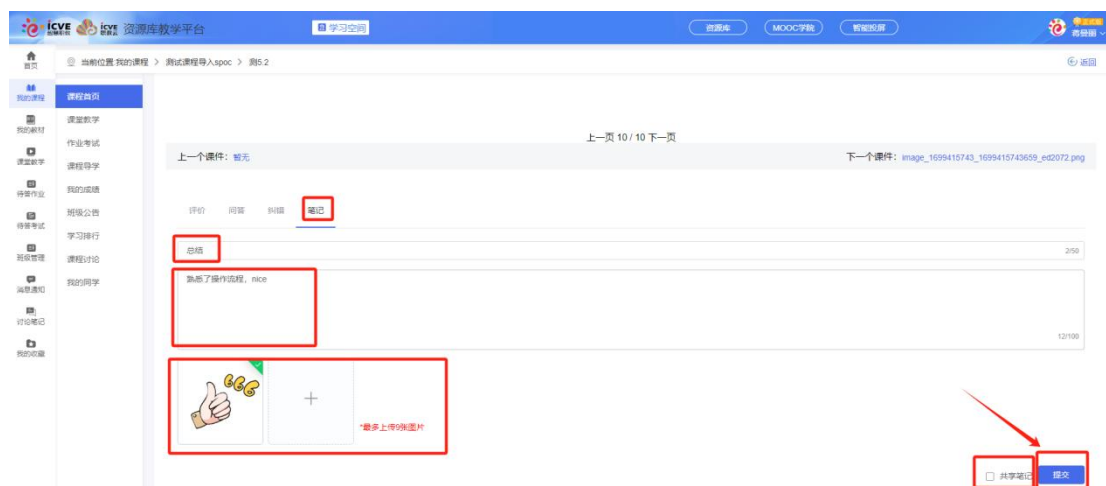 icve icve 资源库教学平台
学习空间
资源库 MOOC学院 智能投屏
首页
当前位置 我的课程 > 测试课程导入spoc > 测5.2
返回
我的课程
我的教材
课堂教学
待答作业
待答考试
班级管理
消息通知
讨论笔记
我的收藏
课程首页
课堂教学
作业考试
课程导学
我的成绩
班级公告
学习排行
课程讨论
我的同学
上一页 10 / 10 下一页
上一个课件：暂无
下一个课件：image_1699415743_1699415743659_ed2072.png
评价 问答 纠错 笔记
总结
2/50
熟悉了操作流程，nice
12/100
666
*最多上传9张图片
共享笔记 提交